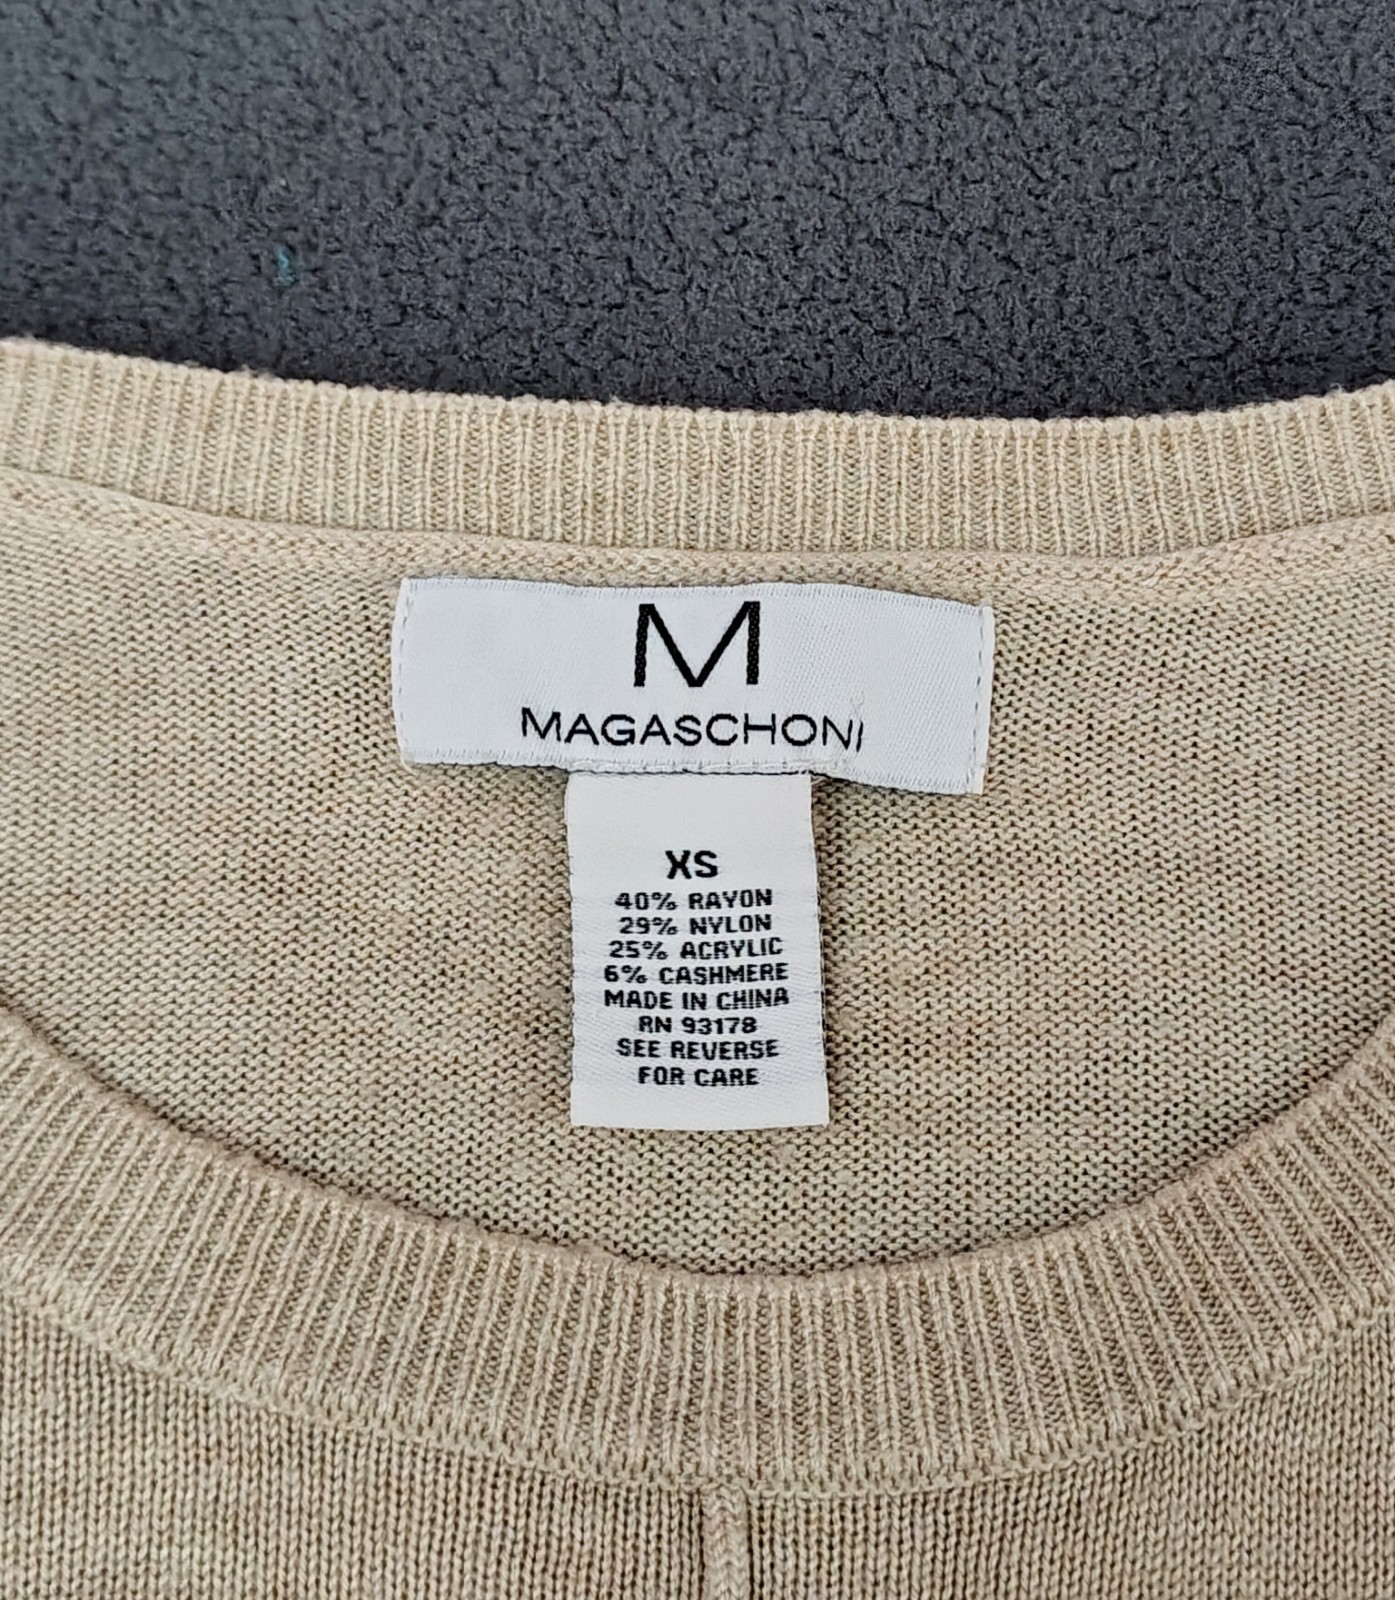 M
MAGASCHONI
XS
40% RAYON
29% NYLON
25% ACRYLIC
6% CASHMERE
MADE IN CHINA
RN 93178
SEE REVERSE
FOR CARE